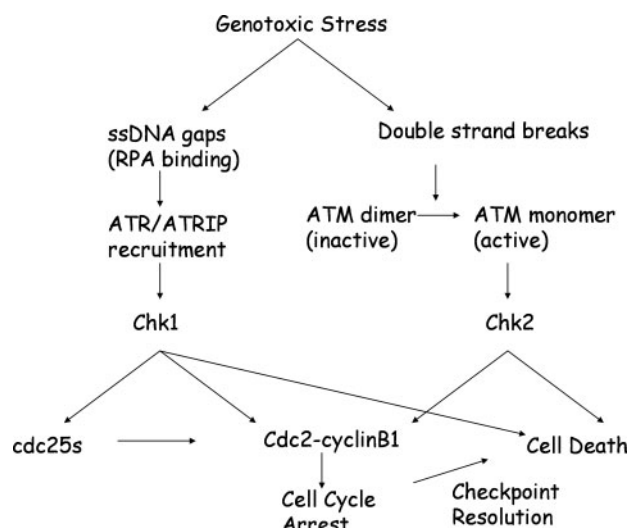 Genotoxic Stress
ssDNA gaps
(RPA binding)
Double strand breaks
ATR/ATRIP
recruitment
ATM dimer
(inactive)
ATM monomer
(active)
Chk1
Chk2
cdc25s
Cdc2-cyclinB1
Cell Death
Cell Cycle
Arrest
Checkpoint
Resolution